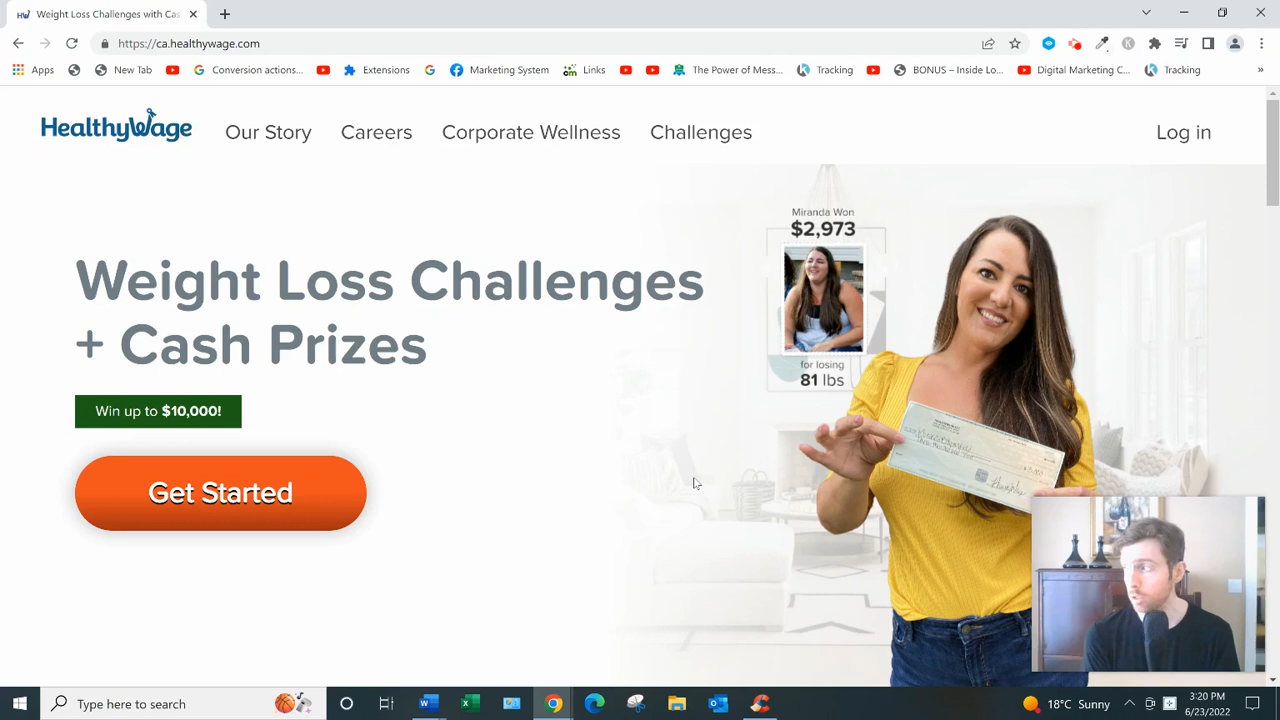 Weight Loss Challenges with Cas
https://ca.healthywage.com
Apps
New Tab
Conversion actions...
Extensions
Marketing System
Links
The Power of Mess...
Tracking
BONUS – Inside Lo...
Digital Marketing C...
Tracking
»
HealthyWage
Our Story
Careers
Corporate Wellness
Challenges
Log in
Miranda Won
$2,973
for losing
81 lbs
Weight Loss Challenges
+ Cash Prizes
Win up to $10,000!
Get Started
Type here to search
18°C Sunny
3:20 PM
6/23/2022